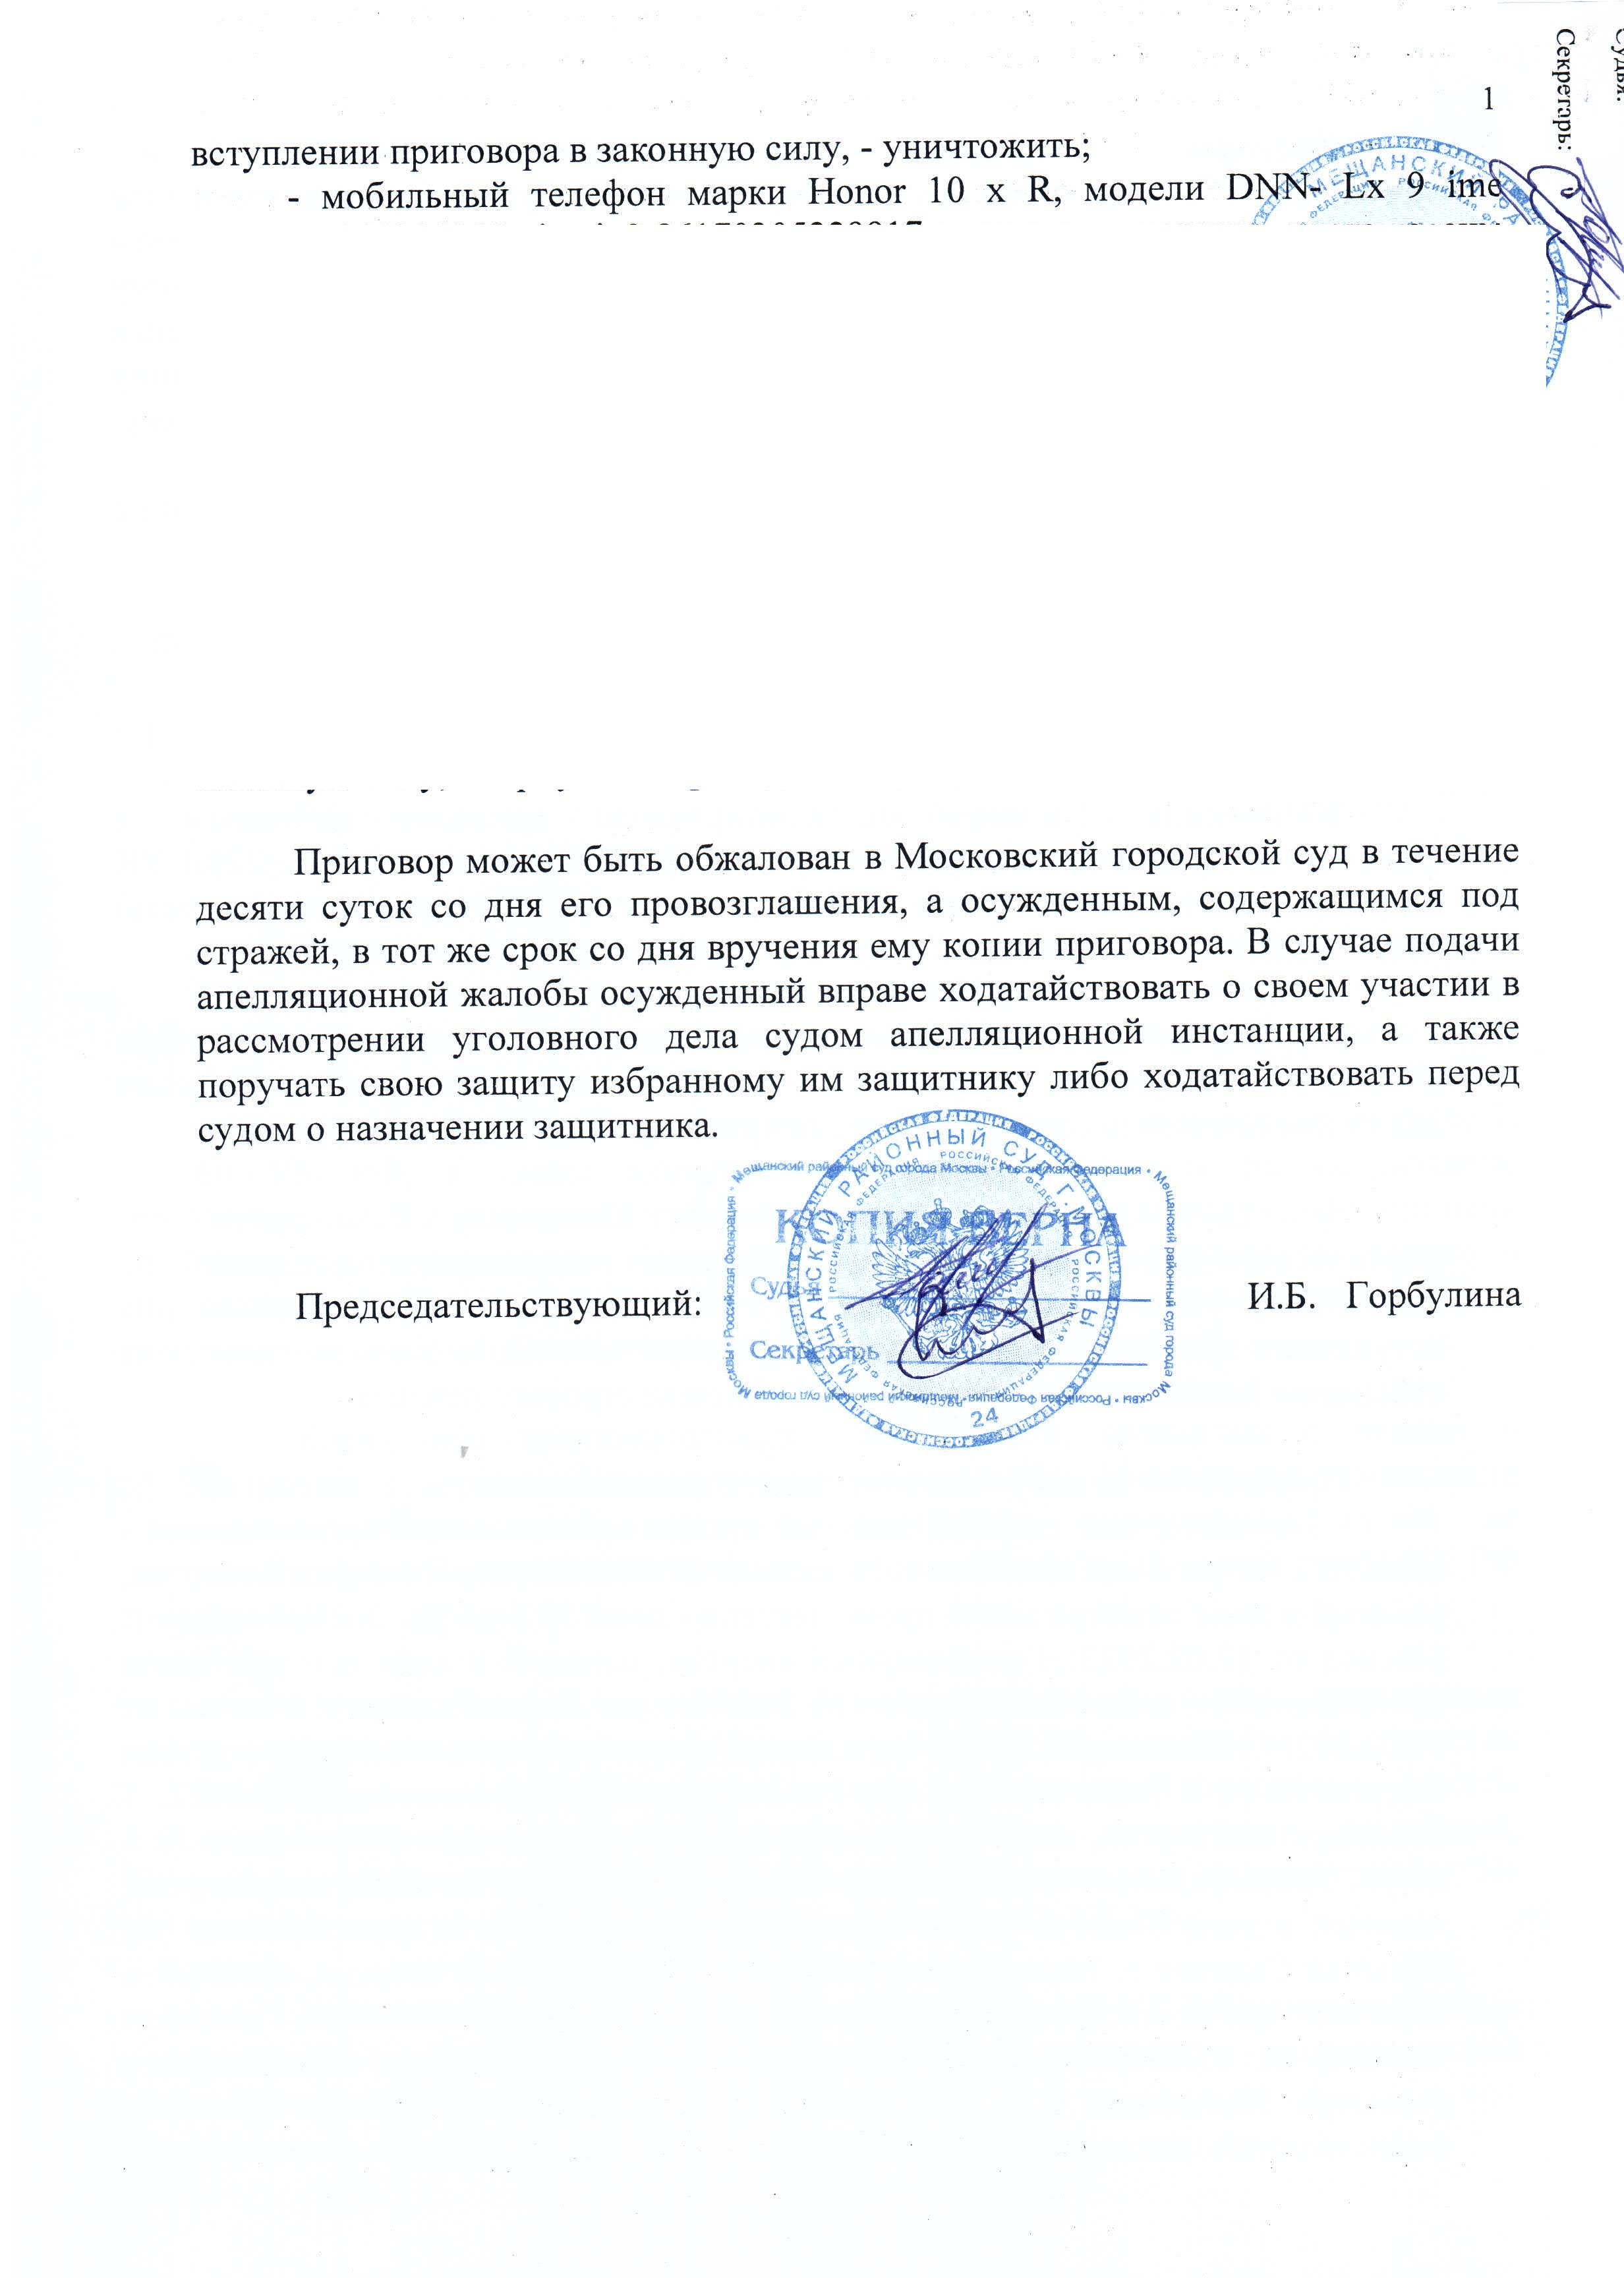 Судья:
Секретарь:
1
вступлении приговора в законную силу, - уничтожить;
- мобильный телефон марки Honor 10 x R, модели DNN- Lx 9 ime
МЕЩАНСКИЙ
Приговор может быть обжалован в Московский городской суд в течение
десяти суток со дня его провозглашения, а осужденным, содержащимся под
стражей, в тот же срок со дня вручения ему копии приговора. В случае подачи
апелляционной жалобы осужденный вправе ходатайствовать о своем участии в
рассмотрении уголовного дела судом апелляционной инстанции, а также
поручать свою защиту избранному им защитнику либо ходатайствовать перед
судом о назначении защитника.
Председательствующий:
И.Б. Горбулина
МЕЩАНСКИЙ РАЙОННЫЙ СУД Г. МОСКВЫ
Мещанский районный суд города Москвы • Российская Федерация •
КОПИЯ ВЕРНА
Судья
Секретарь
24